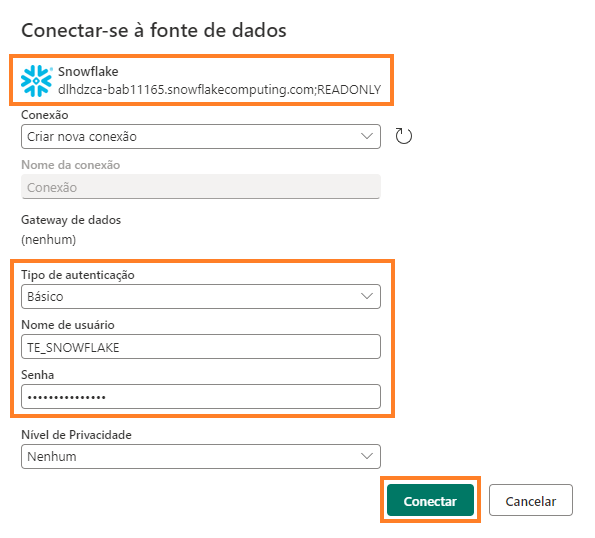 Conectar-se à fonte de dados
Snowflake
dlhdzca-bab11165.snowflakecomputing.com;READONLY
Conexão
Criar nova conexão
Nome da conexão
Conexão
Gateway de dados
(nenhum)
Tipo de autenticação
Básico
Nome de usuário
TE_SNOWFLAKE
Senha
•••••••••••••••
Nível de Privacidade
Nenhum
Conectar
Cancelar